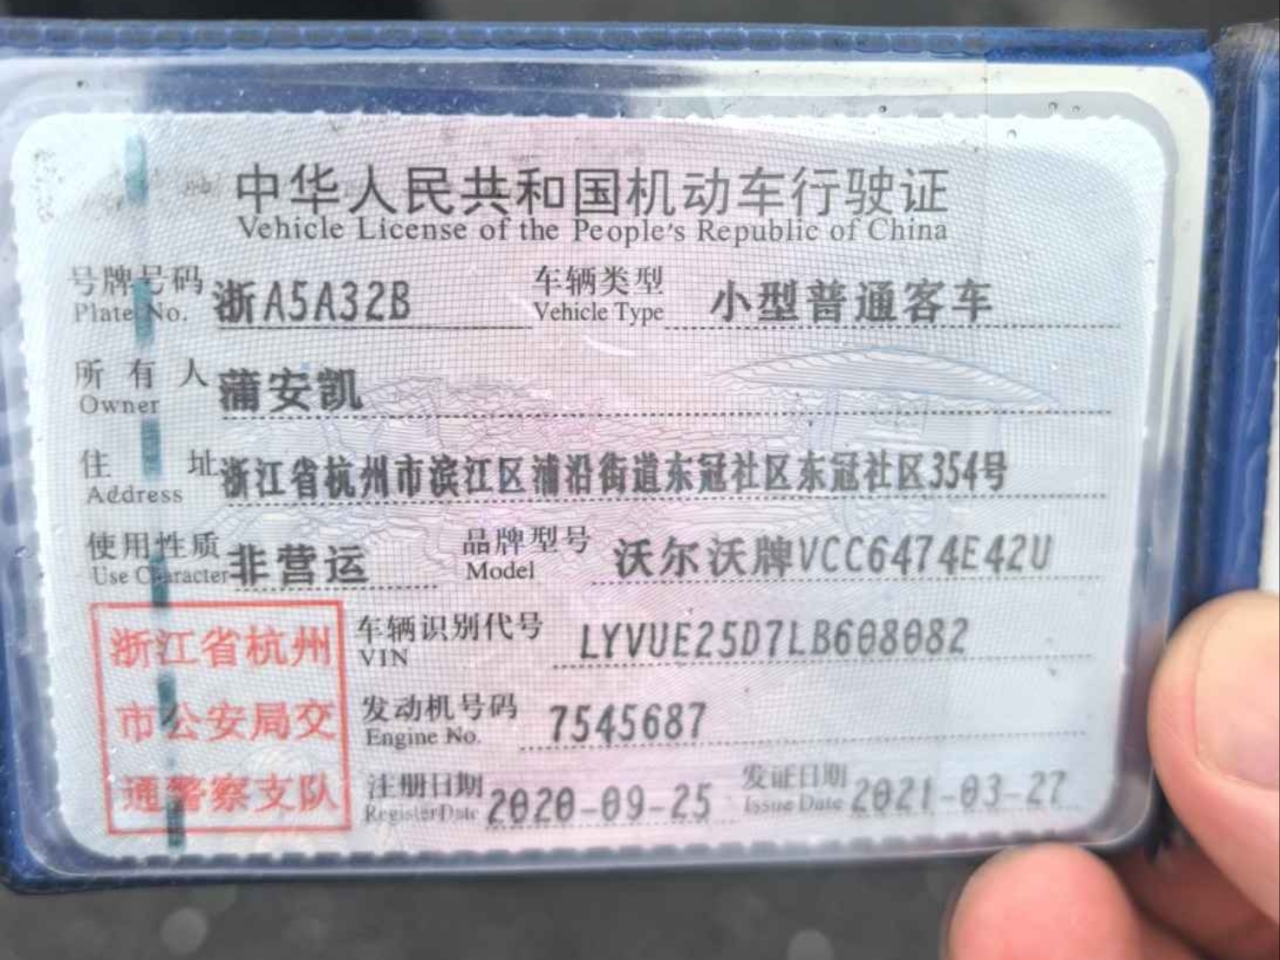 中华人民共和国机动车行驶证
Vehicle License of the People's Republic of China
号牌号码 浙A5A32B 车辆类型 小型普通客车
Plate No. Vehicle Type
所有人 蒲安凯
Owner
住址 浙江省杭州市滨江区浦沿街道东冠社区东冠社区354号
Address
使用性质 非营运 品牌型号 沃尔沃牌VCC6474E42U
Use Character Model
浙江省杭州
市公安局交
通警察支队
车辆识别代号 LYVUE25D7LB608082
VIN
发动机号码 7545687
Engine No.
注册日期 2020-09-25 发证日期 2021-03-27
Register Date Issue Date